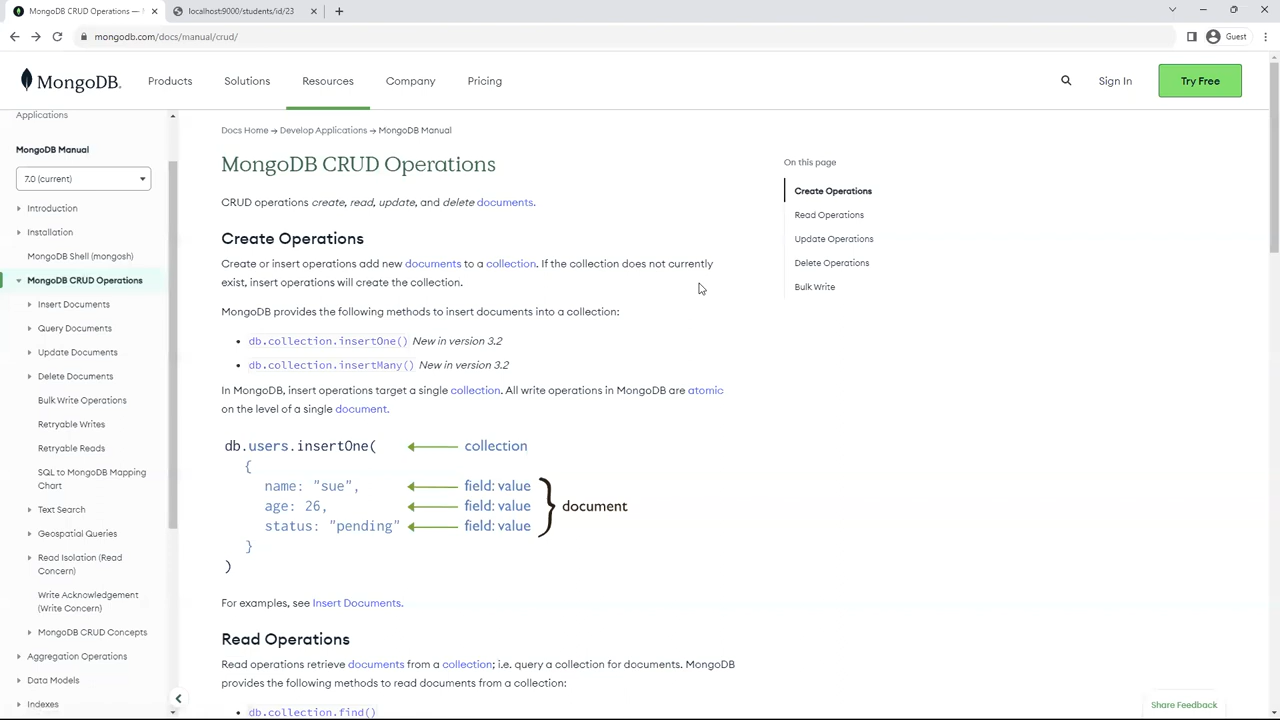 MongoDB CRUD Operations
localhost:9000/students/id/23
mongodb.com/docs/manual/crud/
Guest
MongoDB.
Products
Solutions
Resources
Company
Pricing
Sign In
Try Free
Applications
MongoDB Manual
7.0 (current)
Introduction
Installation
MongoDB Shell (mongosh)
MongoDB CRUD Operations
Insert Documents
Query Documents
Update Documents
Delete Documents
Bulk Write Operations
Retryable Writes
Retryable Reads
SQL to MongoDB Mapping
Chart
Text Search
Geospatial Queries
Read Isolation (Read
Concern)
Write Acknowledgement
(Write Concern)
MongoDB CRUD Concepts
Aggregation Operations
Data Models
Indexes
Docs Home → Develop Applications → MongoDB Manual
MongoDB CRUD Operations
CRUD operations create, read, update, and delete documents.
Create Operations
Create or insert operations add new documents to a collection. If the collection does not currently
exist, insert operations will create the collection.
MongoDB provides the following methods to insert documents into a collection:
• db.collection.insertOne() New in version 3.2
• db.collection.insertMany() New in version 3.2
In MongoDB, insert operations target a single collection. All write operations in MongoDB are atomic
on the level of a single document.
db.users.insertOne( collection
{
name: "sue", field: value
age: 26, field: value } document
status: "pending" field: value
}
)
For examples, see Insert Documents.
Read Operations
Read operations retrieve documents from a collection; i.e. query a collection for documents. MongoDB
provides the following methods to read documents from a collection:
• db.collection.find()
On this page
Create Operations
Read Operations
Update Operations
Delete Operations
Bulk Write
Share Feedback